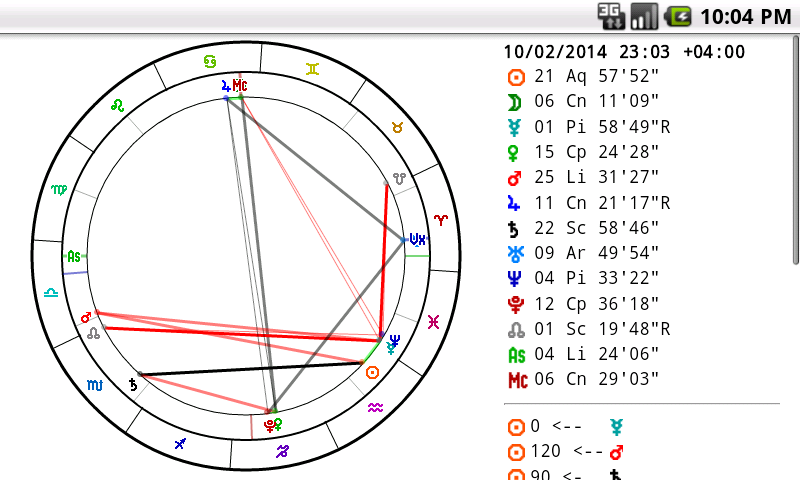 3G
10:04 PM
10/02/2014 23:03 +04:00
☉ 21 Aq 57'52"
☽ 06 Cn 11'09"
☿ 01 Pi 58'49"R
♀ 15 Cp 24'28"
♂ 25 Li 31'27"
♃ 11 Cn 21'17"R
♄ 22 Sc 58'46"
♅ 09 Ar 49'54"
♆ 04 Pi 33'22"
♇ 12 Cp 36'18"
☊ 01 Sc 19'48"R
As 04 Li 24'06"
Mc 06 Cn 29'03"
☉ 0 <-- ☿
☉ 120 <-- ♂
☉ 90 <- ♄
♋ ♊
♃ Mc
♌ ♉
☋
♍ ♈
As
♎
♂
☊ ♆ ♓
☿
♏ ♄ ☉
♒
♇ ♀
♐ ♑